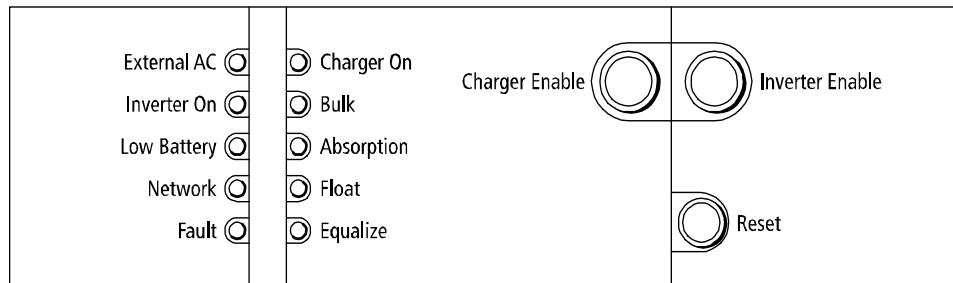 External AC
Inverter On
Low Battery
Network
Fault
Charger On
Bulk
Absorption
Float
Equalize
Charger Enable
Inverter Enable
Reset